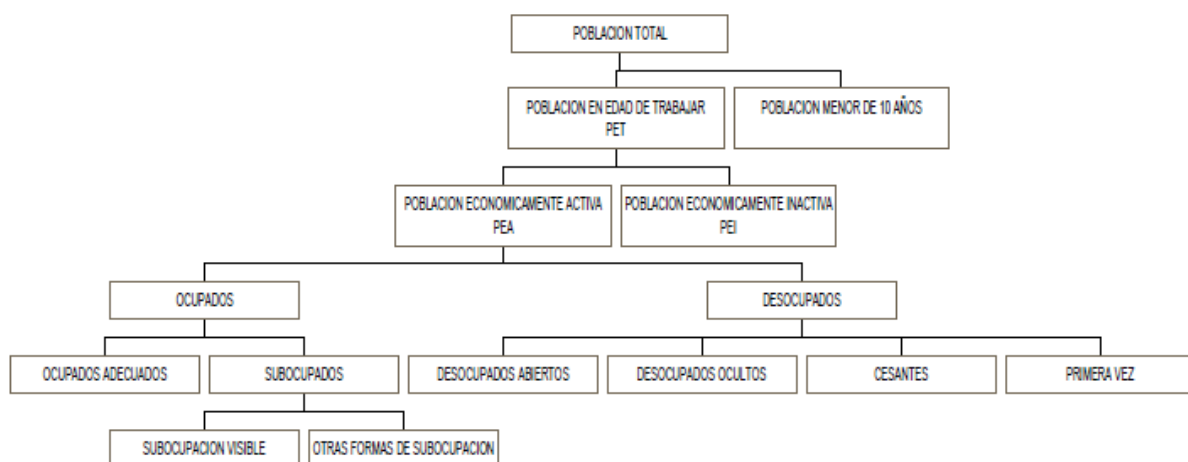 POBLACION TOTAL
POBLACION EN EDAD DE TRABAJAR
PET
POBLACION MENOR DE 10 AÑOS
POBLACION ECONOMICAMENTE ACTIVA
PEA
POBLACION ECONOMICAMENTE INACTIVA
PEI
OCUPADOS
DESOCUPADOS
OCUPADOS ADECUADOS
SUBOCUPADOS
DESOCUPADOS ABIERTOS
DESOCUPADOS OCULTOS
CESANTES
PRIMERA VEZ
SUBOCUPACION VISIBLE
OTRAS FORMAS DE SUBOCUPACION